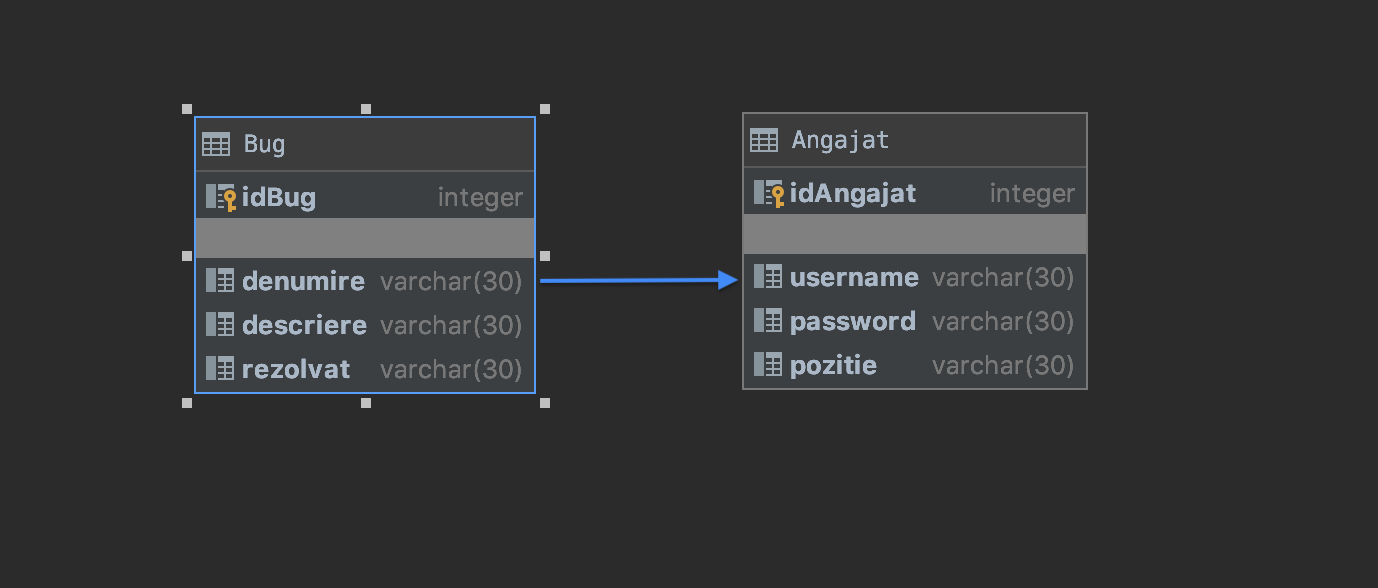 Bug
idBug integer
denumire varchar(30)
descriere varchar(30)
rezolvat varchar(30)
Angajat
idAngajat integer
username varchar(30)
password varchar(30)
pozitie varchar(30)